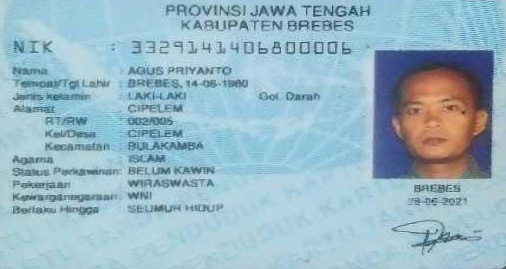 PROVINSI JAWA TENGAH
KABUPATEN BREBES
NIK : 3329141406800006
Nama : AGUS PRIYANTO
Tempat/Tgl Lahir : BREBES, 14-06-1980
Jenis kelamin : LAKI-LAKI Gol. Darah
Alamat : CIPELEM
RT/RW : 002/005
Kel/Desa : CIPELEM
Kecamatan : BULAKAMBA
Agama : ISLAM
Status Perkawinan: BELUM KAWIN
Pekerjaan : WIRASWASTA
Kewarganegaraan: WNI
Berlaku Hingga : SEUMUR HIDUP
BREBES
28-06-2021